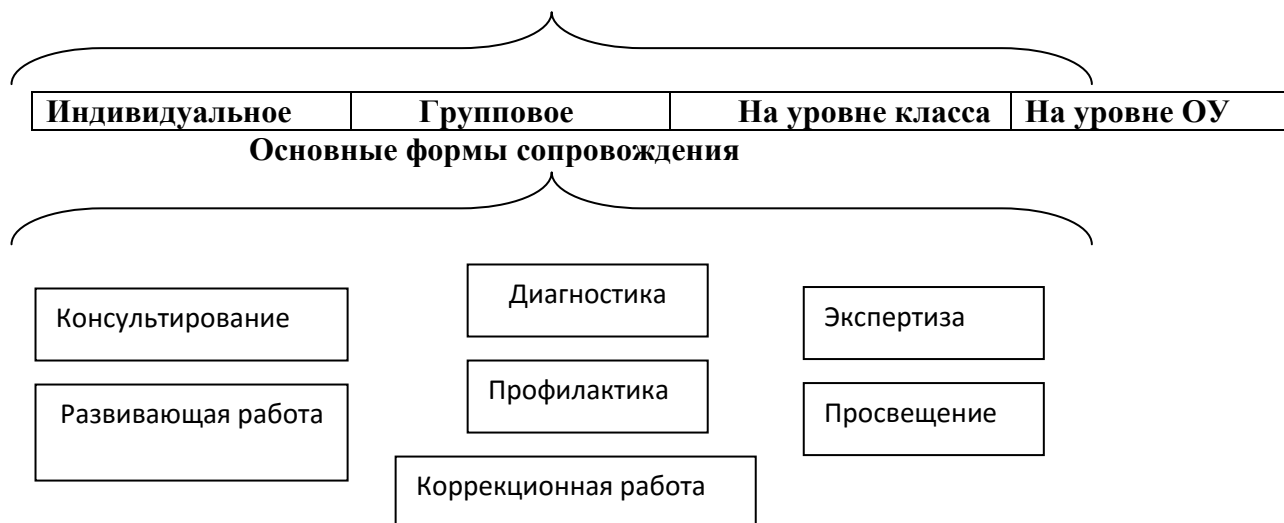 Индивидуальное Групповое На уровне класса На уровне ОУ
Основные формы сопровождения
Диагностика
Консультирование
Экспертиза
Профилактика
Развивающая работа
Просвещение
Коррекционная работа